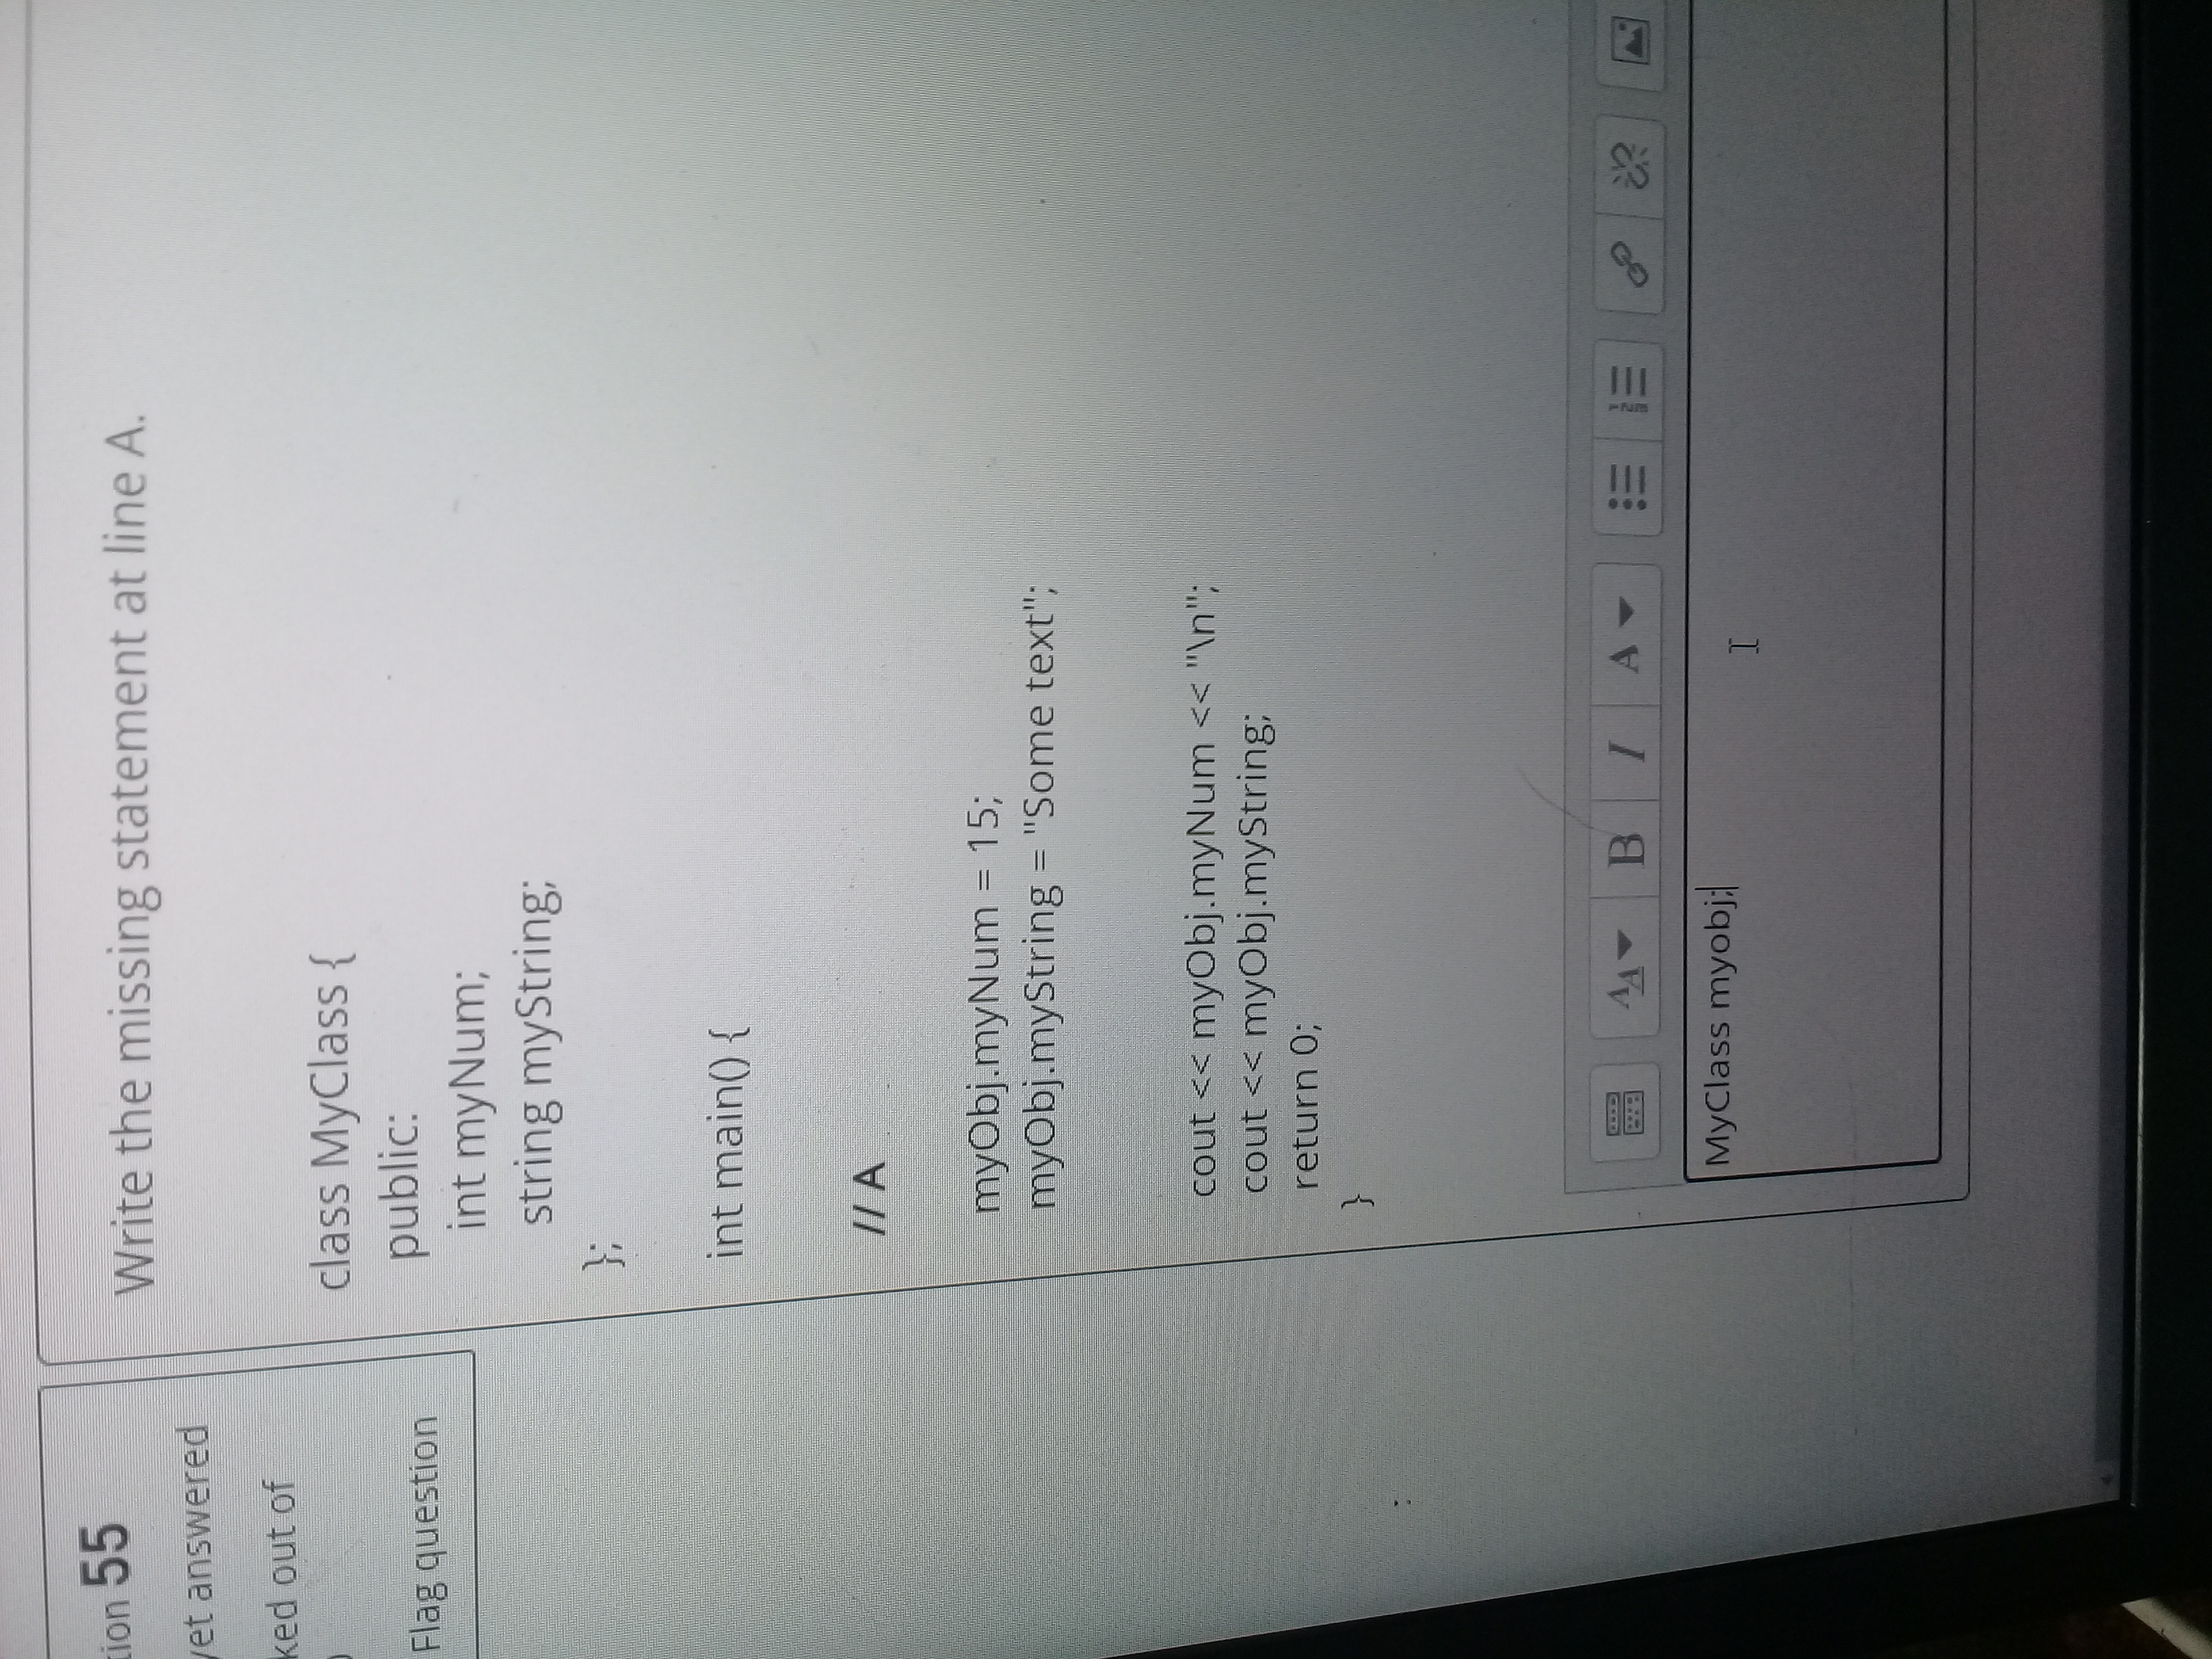 55
yet answered
out of
Flag question
Write the missing statement at line A.
class MyClass {
public:
int myNum;
string myString;
};
int main() {
// A
myObj.myNum = 15;
myObj.myString = "Some text";
cout << myObj.myNum << "\n";
cout << myObj.myString;
return 0;
}
MyClass myobj;